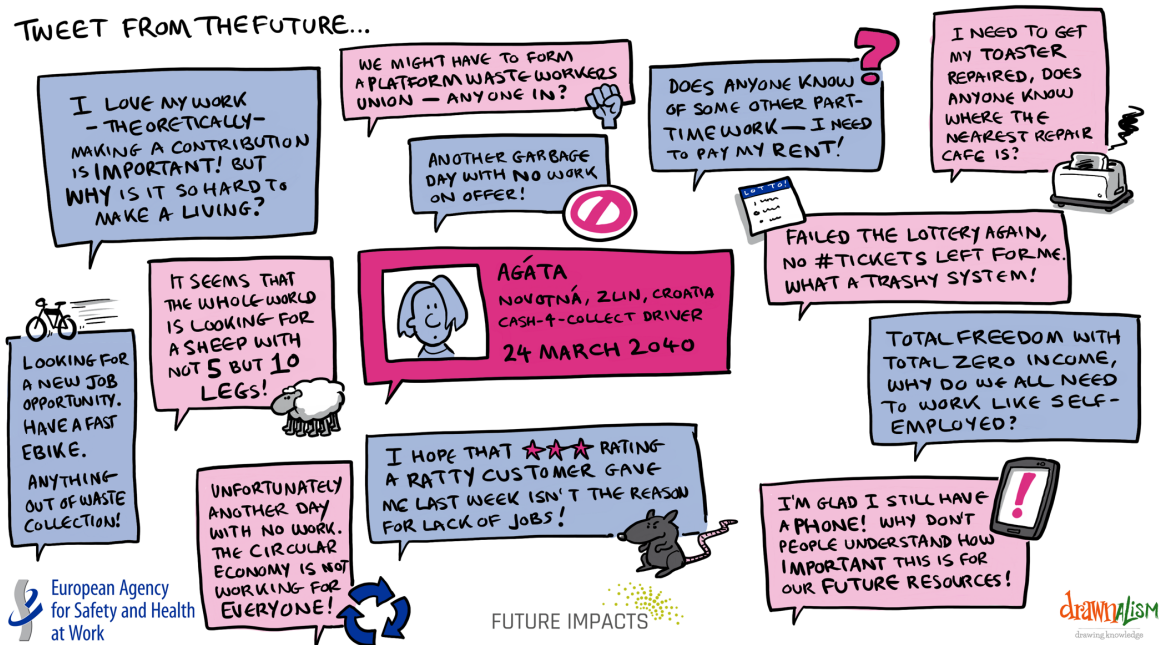 TWEET FROM THE FUTURE...
I LOVE MY WORK
- THEORETICALLY-
MAKING A CONTRIBUTION
IS IMPORTANT! BUT
WHY IS IT SO HARD TO
MAKE A LIVING?
WE MIGHT HAVE TO FORM
A PLATFORM WASTE WORKERS
UNION - ANYONE IN?
ANOTHER GARBAGE
DAY WITH NO WORK
ON OFFER!
DOES ANYONE KNOW
OF SOME OTHER PART-
TIME WORK - I NEED
TO PAY MY RENT!
?
I NEED TO GET
MY TOASTER
REPAIRED, DOES
ANYONE KNOW
WHERE THE
NEAREST REPAIR
CAFE IS?
LOTTO!
FAILED THE LOTTERY AGAIN,
NO #TICKETS LEFT FOR ME.
WHAT A TRASHY SYSTEM!
IT SEEMS THAT
THE WHOLE WORLD
IS LOOKING FOR
A SHEEP WITH
NOT 5 BUT 10
LEGS!
AGÁTA
NOVOTNÁ, ZLIN, CROATIA
CASH-4-COLLECT DRIVER
24 MARCH 2040
LOOKING FOR
A NEW JOB
OPPORTUNITY.
HAVE A FAST
EBIKE.
ANYTHING
OUT OF WASTE
COLLECTION!
TOTAL FREEDOM WITH
TOTAL ZERO INCOME,
WHY DO WE ALL NEED
TO WORK LIKE SELF-
EMPLOYED?
UNFORTUNATELY
ANOTHER DAY
WITH NO WORK.
THE CIRCULAR
ECONOMY IS NOT
WORKING FOR
EVERYONE!
I HOPE THAT ★★★ RATING
A RATTY CUSTOMER GAVE
ME LAST WEEK ISN'T THE REASON
FOR LACK OF JOBS!
I'M GLAD I STILL HAVE
A PHONE! WHY DON'T
PEOPLE UNDERSTAND HOW
IMPORTANT THIS IS FOR
OUR FUTURE RESOURCES!
!
European Agency
for Safety and Health
at Work
FUTURE IMPACTS
drawnalism
drawing knowledge